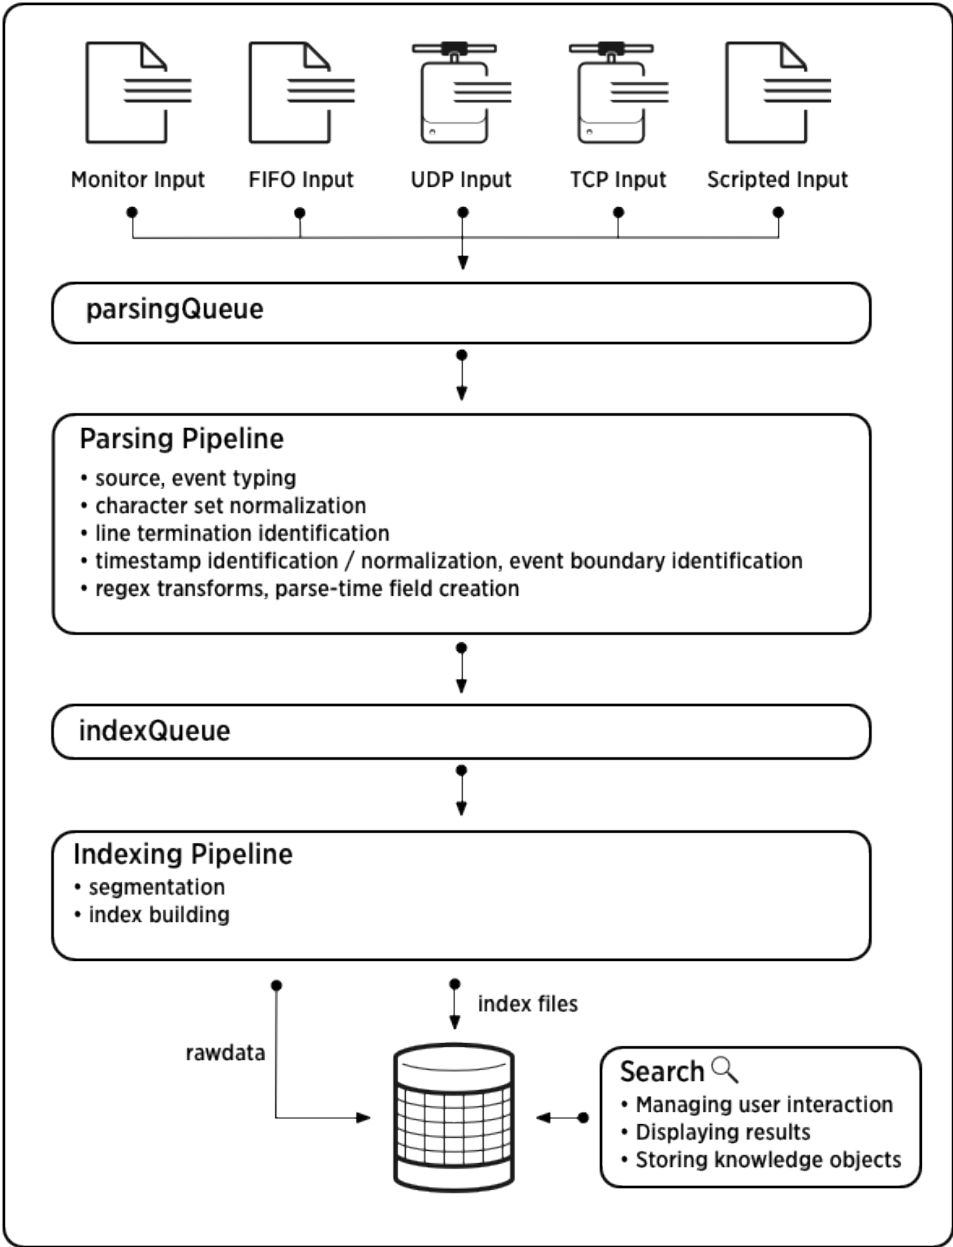 Monitor Input FIFO Input UDP Input TCP Input Scripted Input
parsingQueue
Parsing Pipeline
• source, event typing
• character set normalization
• line termination identification
• timestamp identification / normalization, event boundary identification
• regex transforms, parse-time field creation
indexQueue
Indexing Pipeline
• segmentation
• index building
index files
rawdata
Search
• Managing user interaction
• Displaying results
• Storing knowledge objects